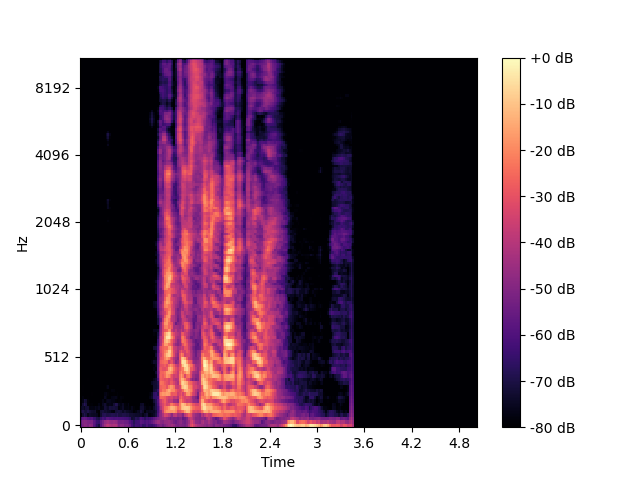 8192
4096
2048
1024
512
0
Hz
0 0.6 1.2 1.8 2.4 3 3.6 4.2 4.8
Time
+0 dB
-10 dB
-20 dB
-30 dB
-40 dB
-50 dB
-60 dB
-70 dB
-80 dB